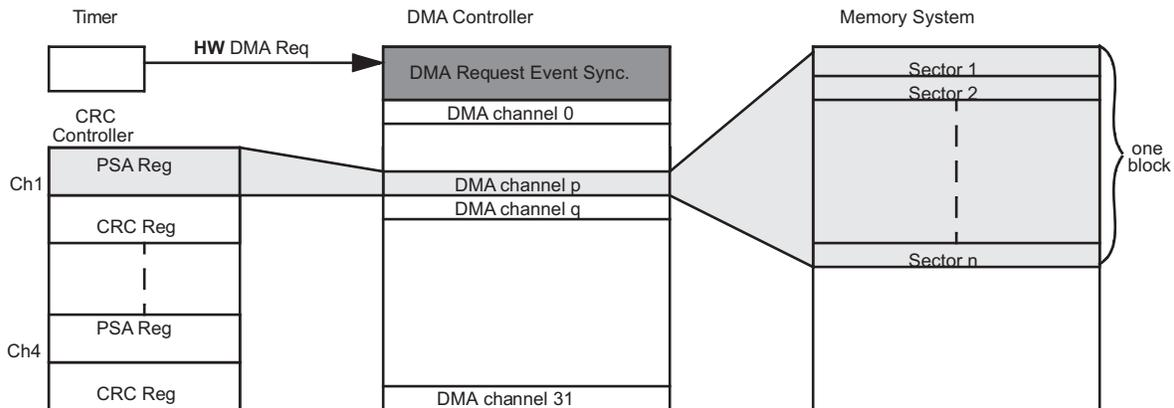 Timer
DMA Controller
Memory System
HW DMA Req
DMA Request Event Sync.
Sector 1
Sector 2
DMA channel 0
CRC
Controller
PSA Reg
Ch1
DMA channel p
one
block
DMA channel q
CRC Reg
Sector n
PSA Reg
Ch4
CRC Reg
DMA channel 31